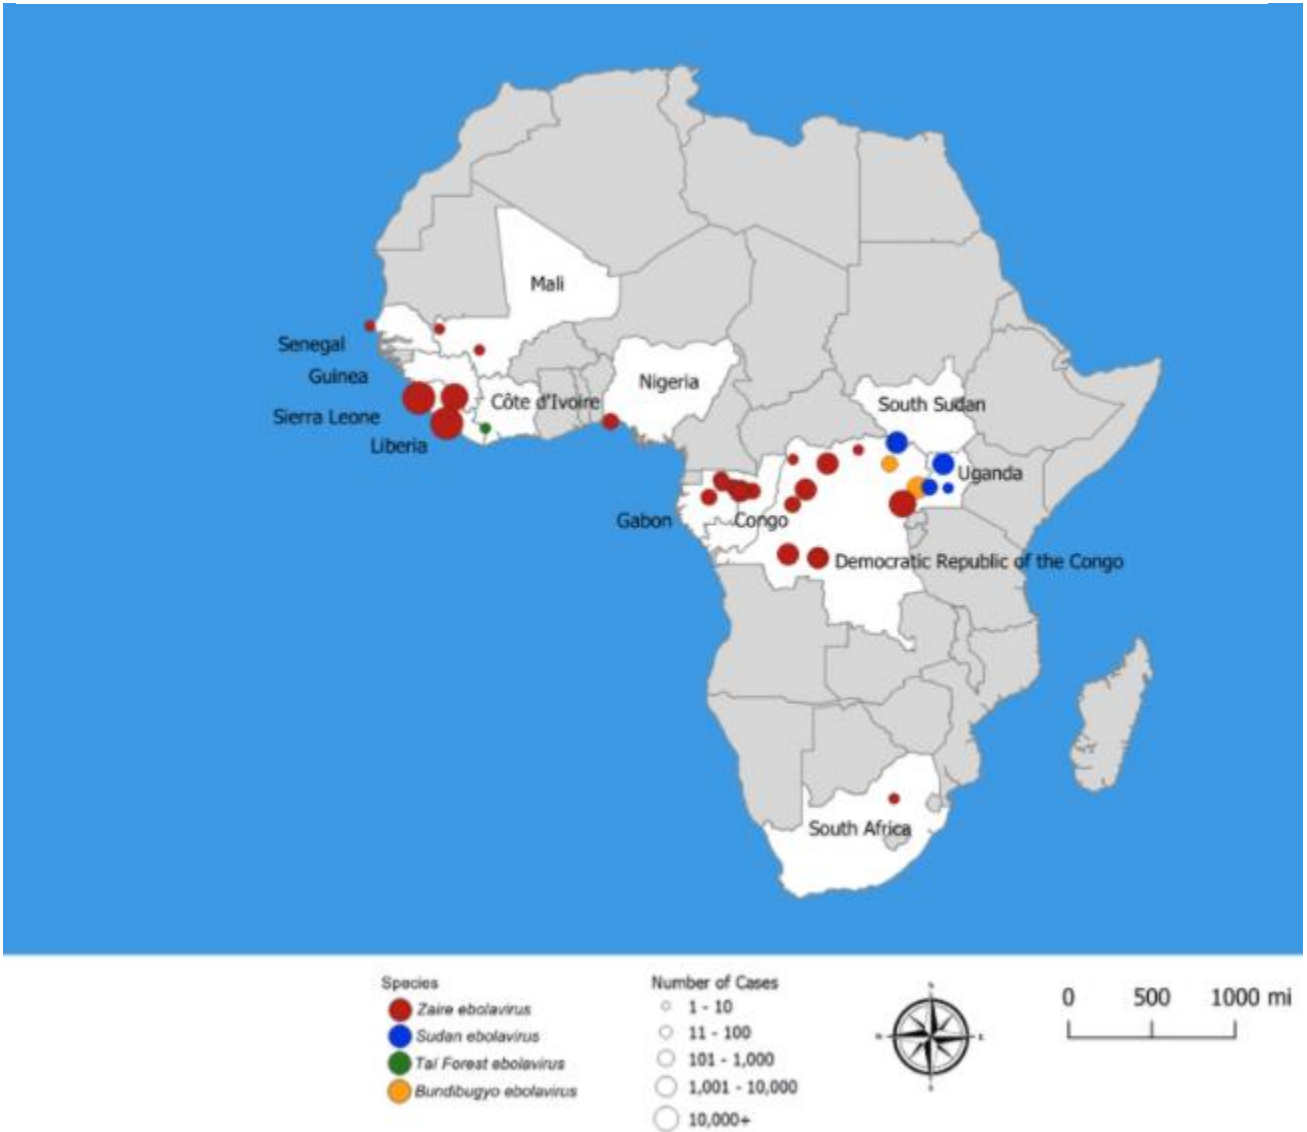 Mali
Senegal
Guinea
Nigeria
Côte d'Ivoire
South Sudan
Sierra Leone
Liberia
Uganda
Gabon
Congo
Democratic Republic of the Congo
South Africa
Species
Zaire ebolavirus
Sudan ebolavirus
Taï Forest ebolavirus
Bundibugyo ebolavirus
Number of Cases
1 - 10
11 - 100
101 - 1,000
1,001 - 10,000
10,000+
0 500 1000 mi